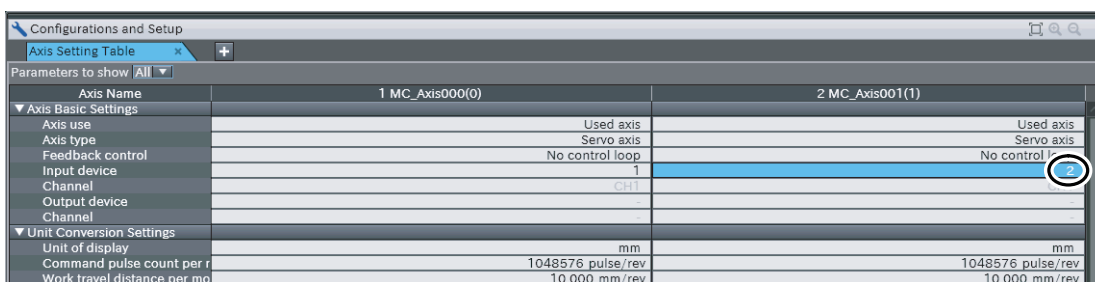 Configurations and Setup
Axis Setting Table × +
Parameters to show All
Axis Name 1 MC_Axis000(0) 2 MC_Axis001(1)
▼ Axis Basic Settings
Axis use Used axis Used axis
Axis type Servo axis Servo axis
Feedback control No control loop No control
Input device 1 2
Channel CH1
Output device - -
Channel - -
▼ Unit Conversion Settings
Unit of display mm mm
Command pulse count per r 1048576 pulse/rev 1048576 pulse/rev
Work travel distance per mo 10.000 mm/rev 10.000 mm/rev